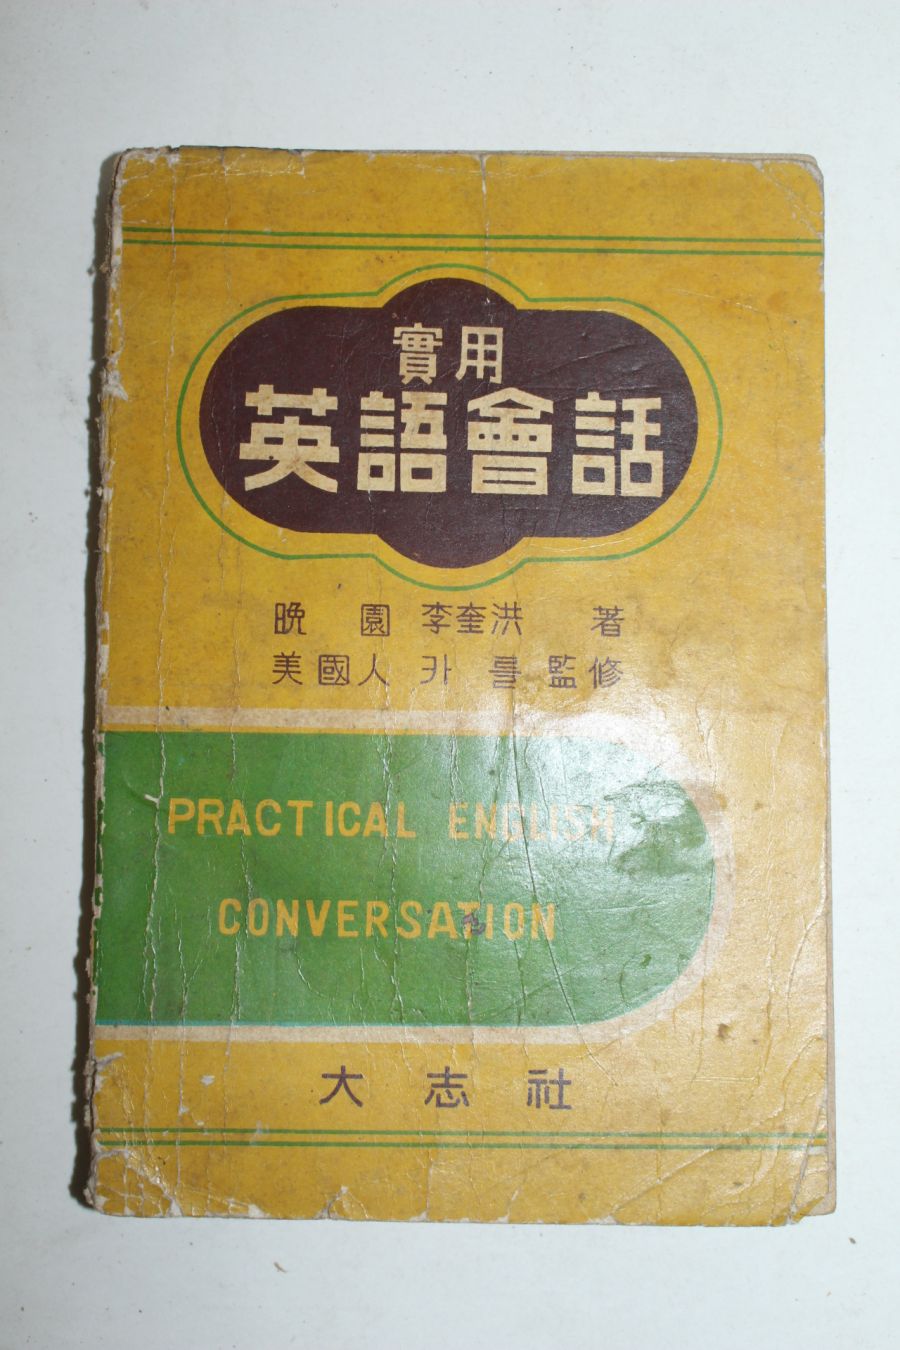 實用
英語會話
晩園 李奎洪 著
美國人 카 를 監修
PRACTICAL ENGLISH
CONVERSATION
大志社